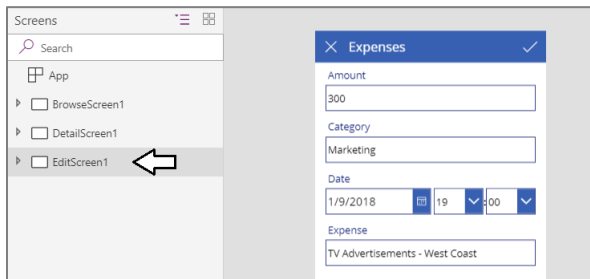 Screens
Search
App
BrowseScreen1
DetailScreen1
EditScreen1
Expenses
Amount
300
Category
Marketing
Date
1/9/2018 19 : 00
Expense
TV Advertisements - West Coast